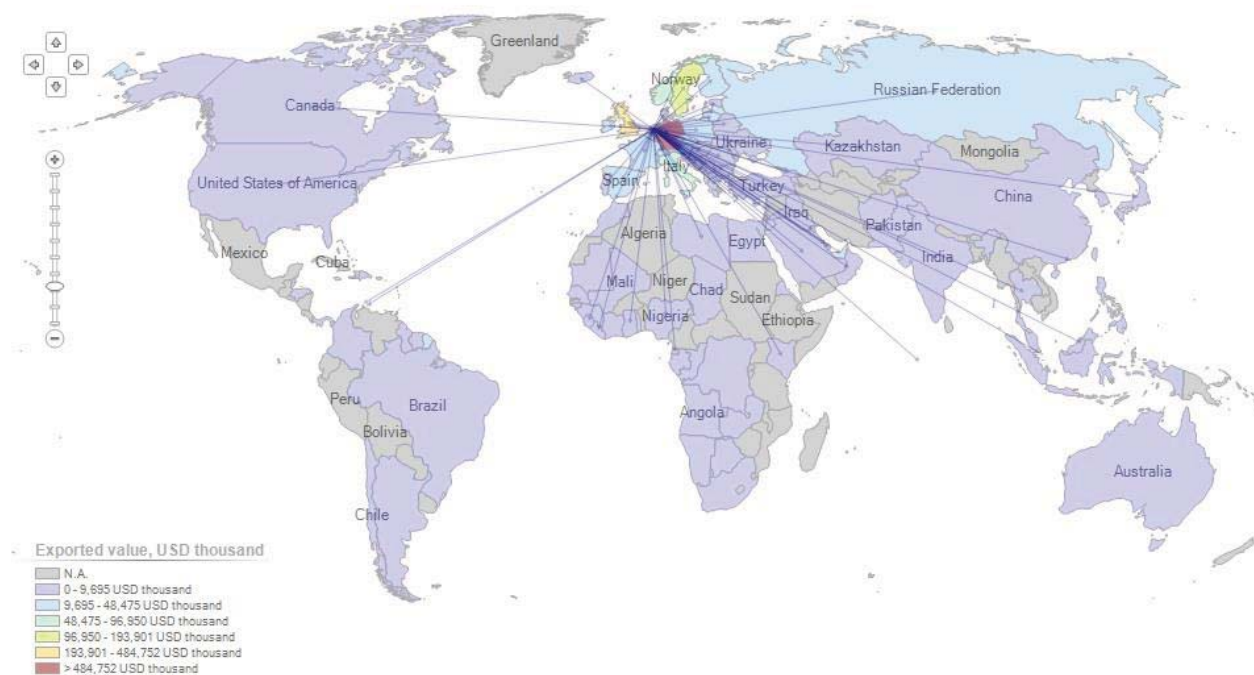 Greenland
Norway
Russian Federation
Canada
Ukraine
Kazakhstan
Mongolia
Italy
United States of America
Spain
Turkey
China
Iraq
Pakistan
Mexico
Algeria
Egypt
India
Cuba
Mali
Niger
Chad
Sudan
Nigeria
Ethiopia
Peru
Brazil
Angola
Bolivia
Australia
Chile
Exported value, USD thousand
N.A.
0 - 9,695 USD thousand
9,695 - 48,475 USD thousand
48,475 - 96,950 USD thousand
96,950 - 193,901 USD thousand
193,901 - 484,752 USD thousand
> 484,752 USD thousand